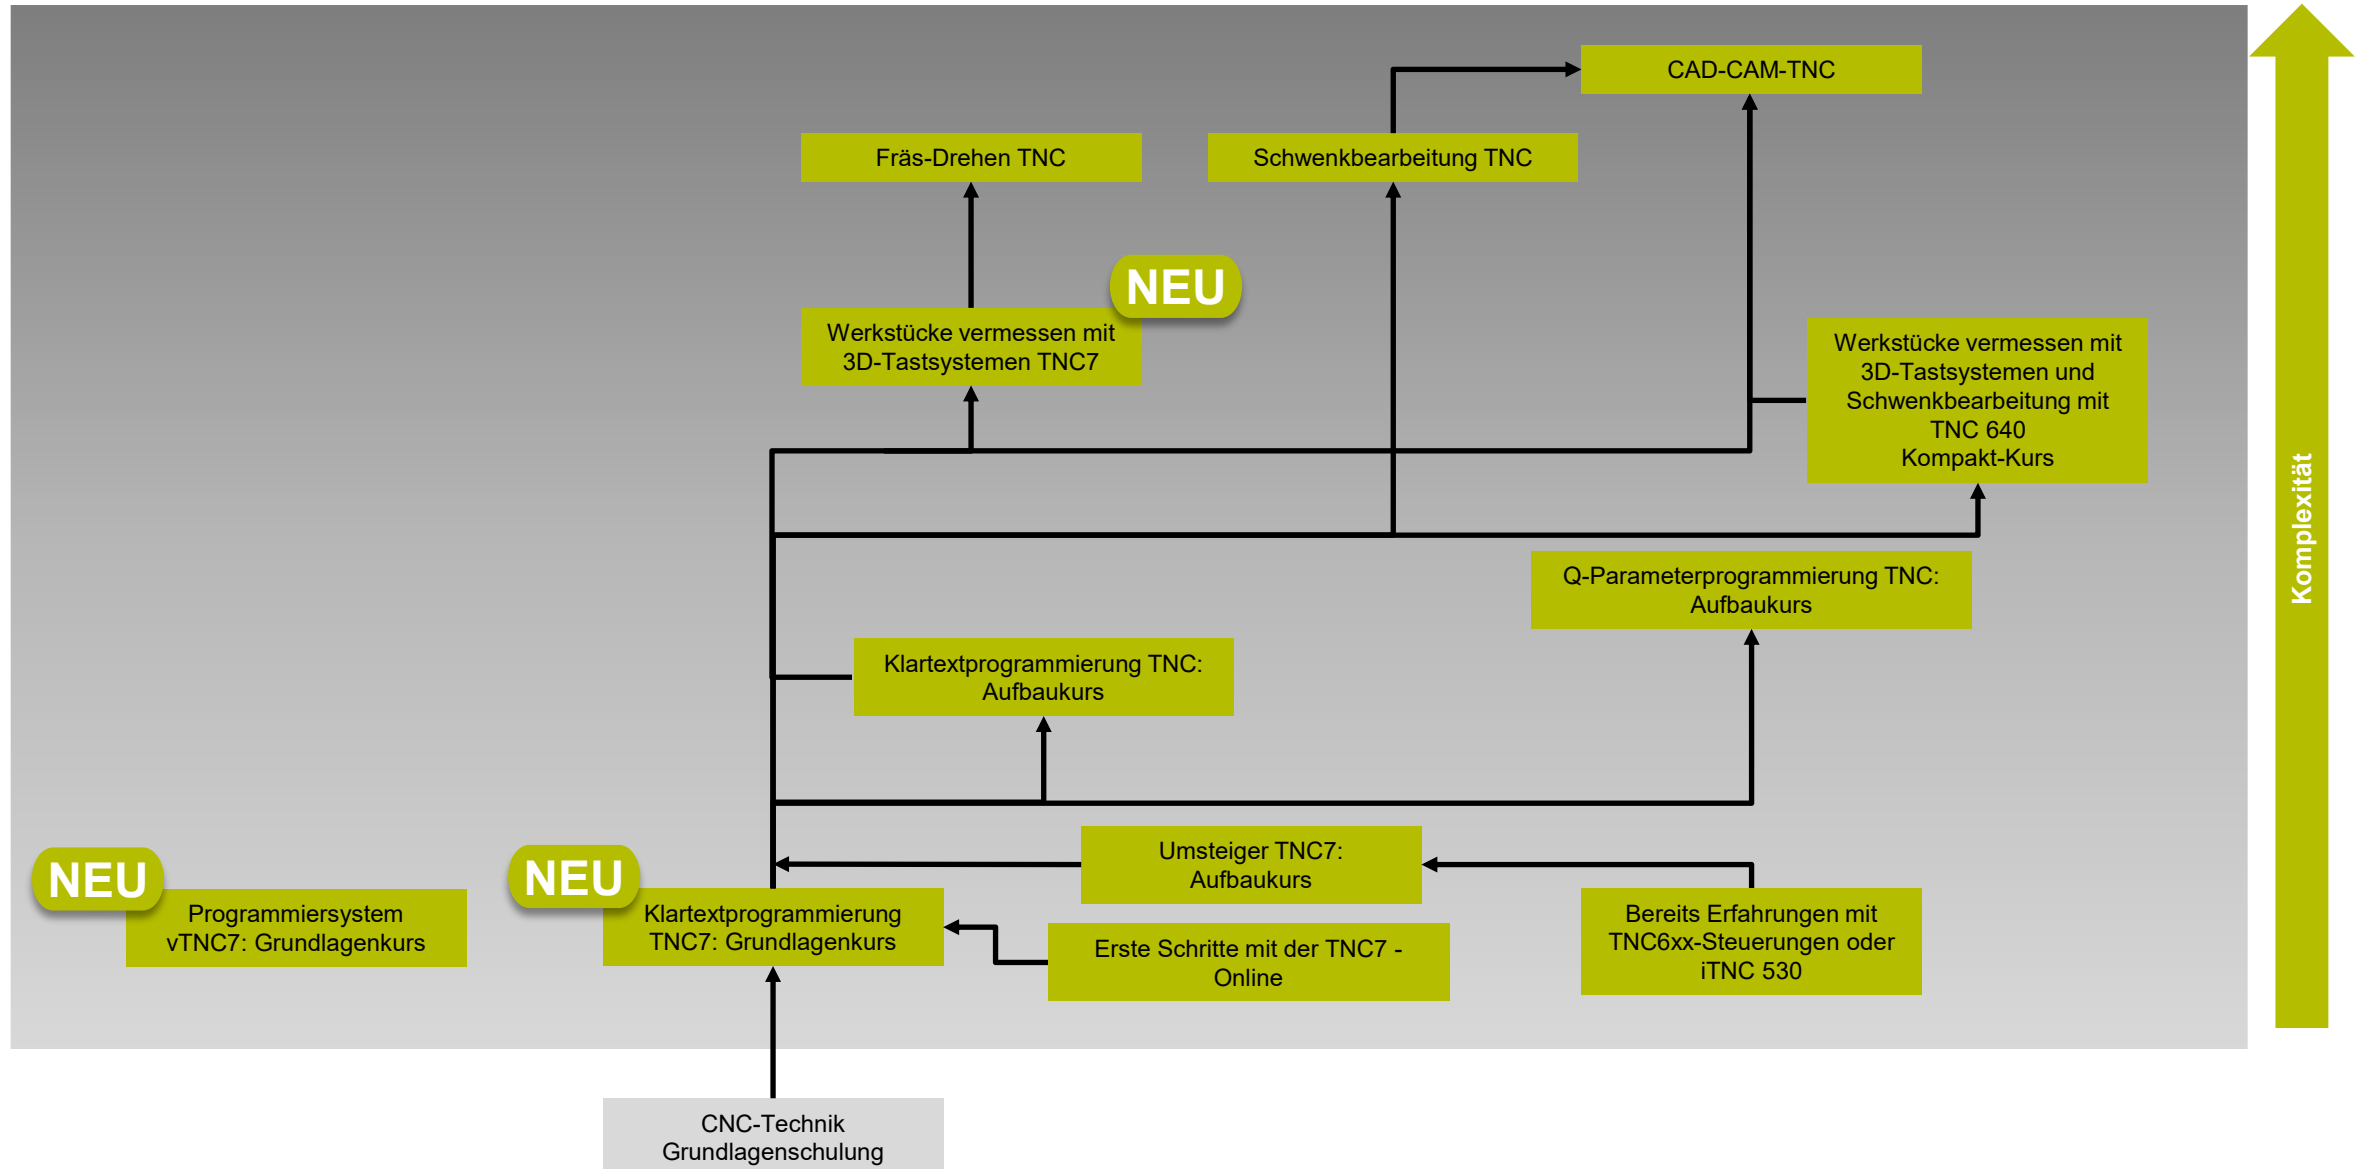 CAD-CAM-TNC
Fräs-Drehen TNC
Schwenkbearbeitung TNC
NEU
Werkstücke vermessen mit
3D-Tastsystemen TNC7
Werkstücke vermessen mit
3D-Tastsystemen und
Schwenkbearbeitung mit
TNC 640
Kompakt-Kurs
Komplexität
Q-Parameterprogrammierung TNC:
Aufbaukurs
Klartextprogrammierung TNC:
Aufbaukurs
Umsteiger TNC7:
Aufbaukurs
NEU
Programmiersystem
vTNC7: Grundlagenkurs
NEU
Klartextprogrammierung
TNC7: Grundlagenkurs
Erste Schritte mit der TNC7 -
Online
Bereits Erfahrungen mit
TNC6xx-Steuerungen oder
iTNC 530
CNC-Technik
Grundlagenschulung